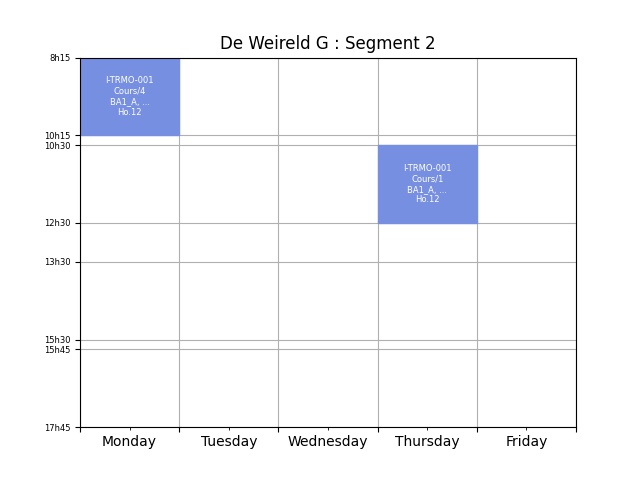 De Weireld G : Segment 2
8h15
I-TRMO-001
Cours/4
BA1_A, ...
Ho.12
10h15
10h30
I-TRMO-001
Cours/1
BA1_A, ...
Ho.12
12h30
13h30
15h30
15h45
17h45
Monday Tuesday Wednesday Thursday Friday